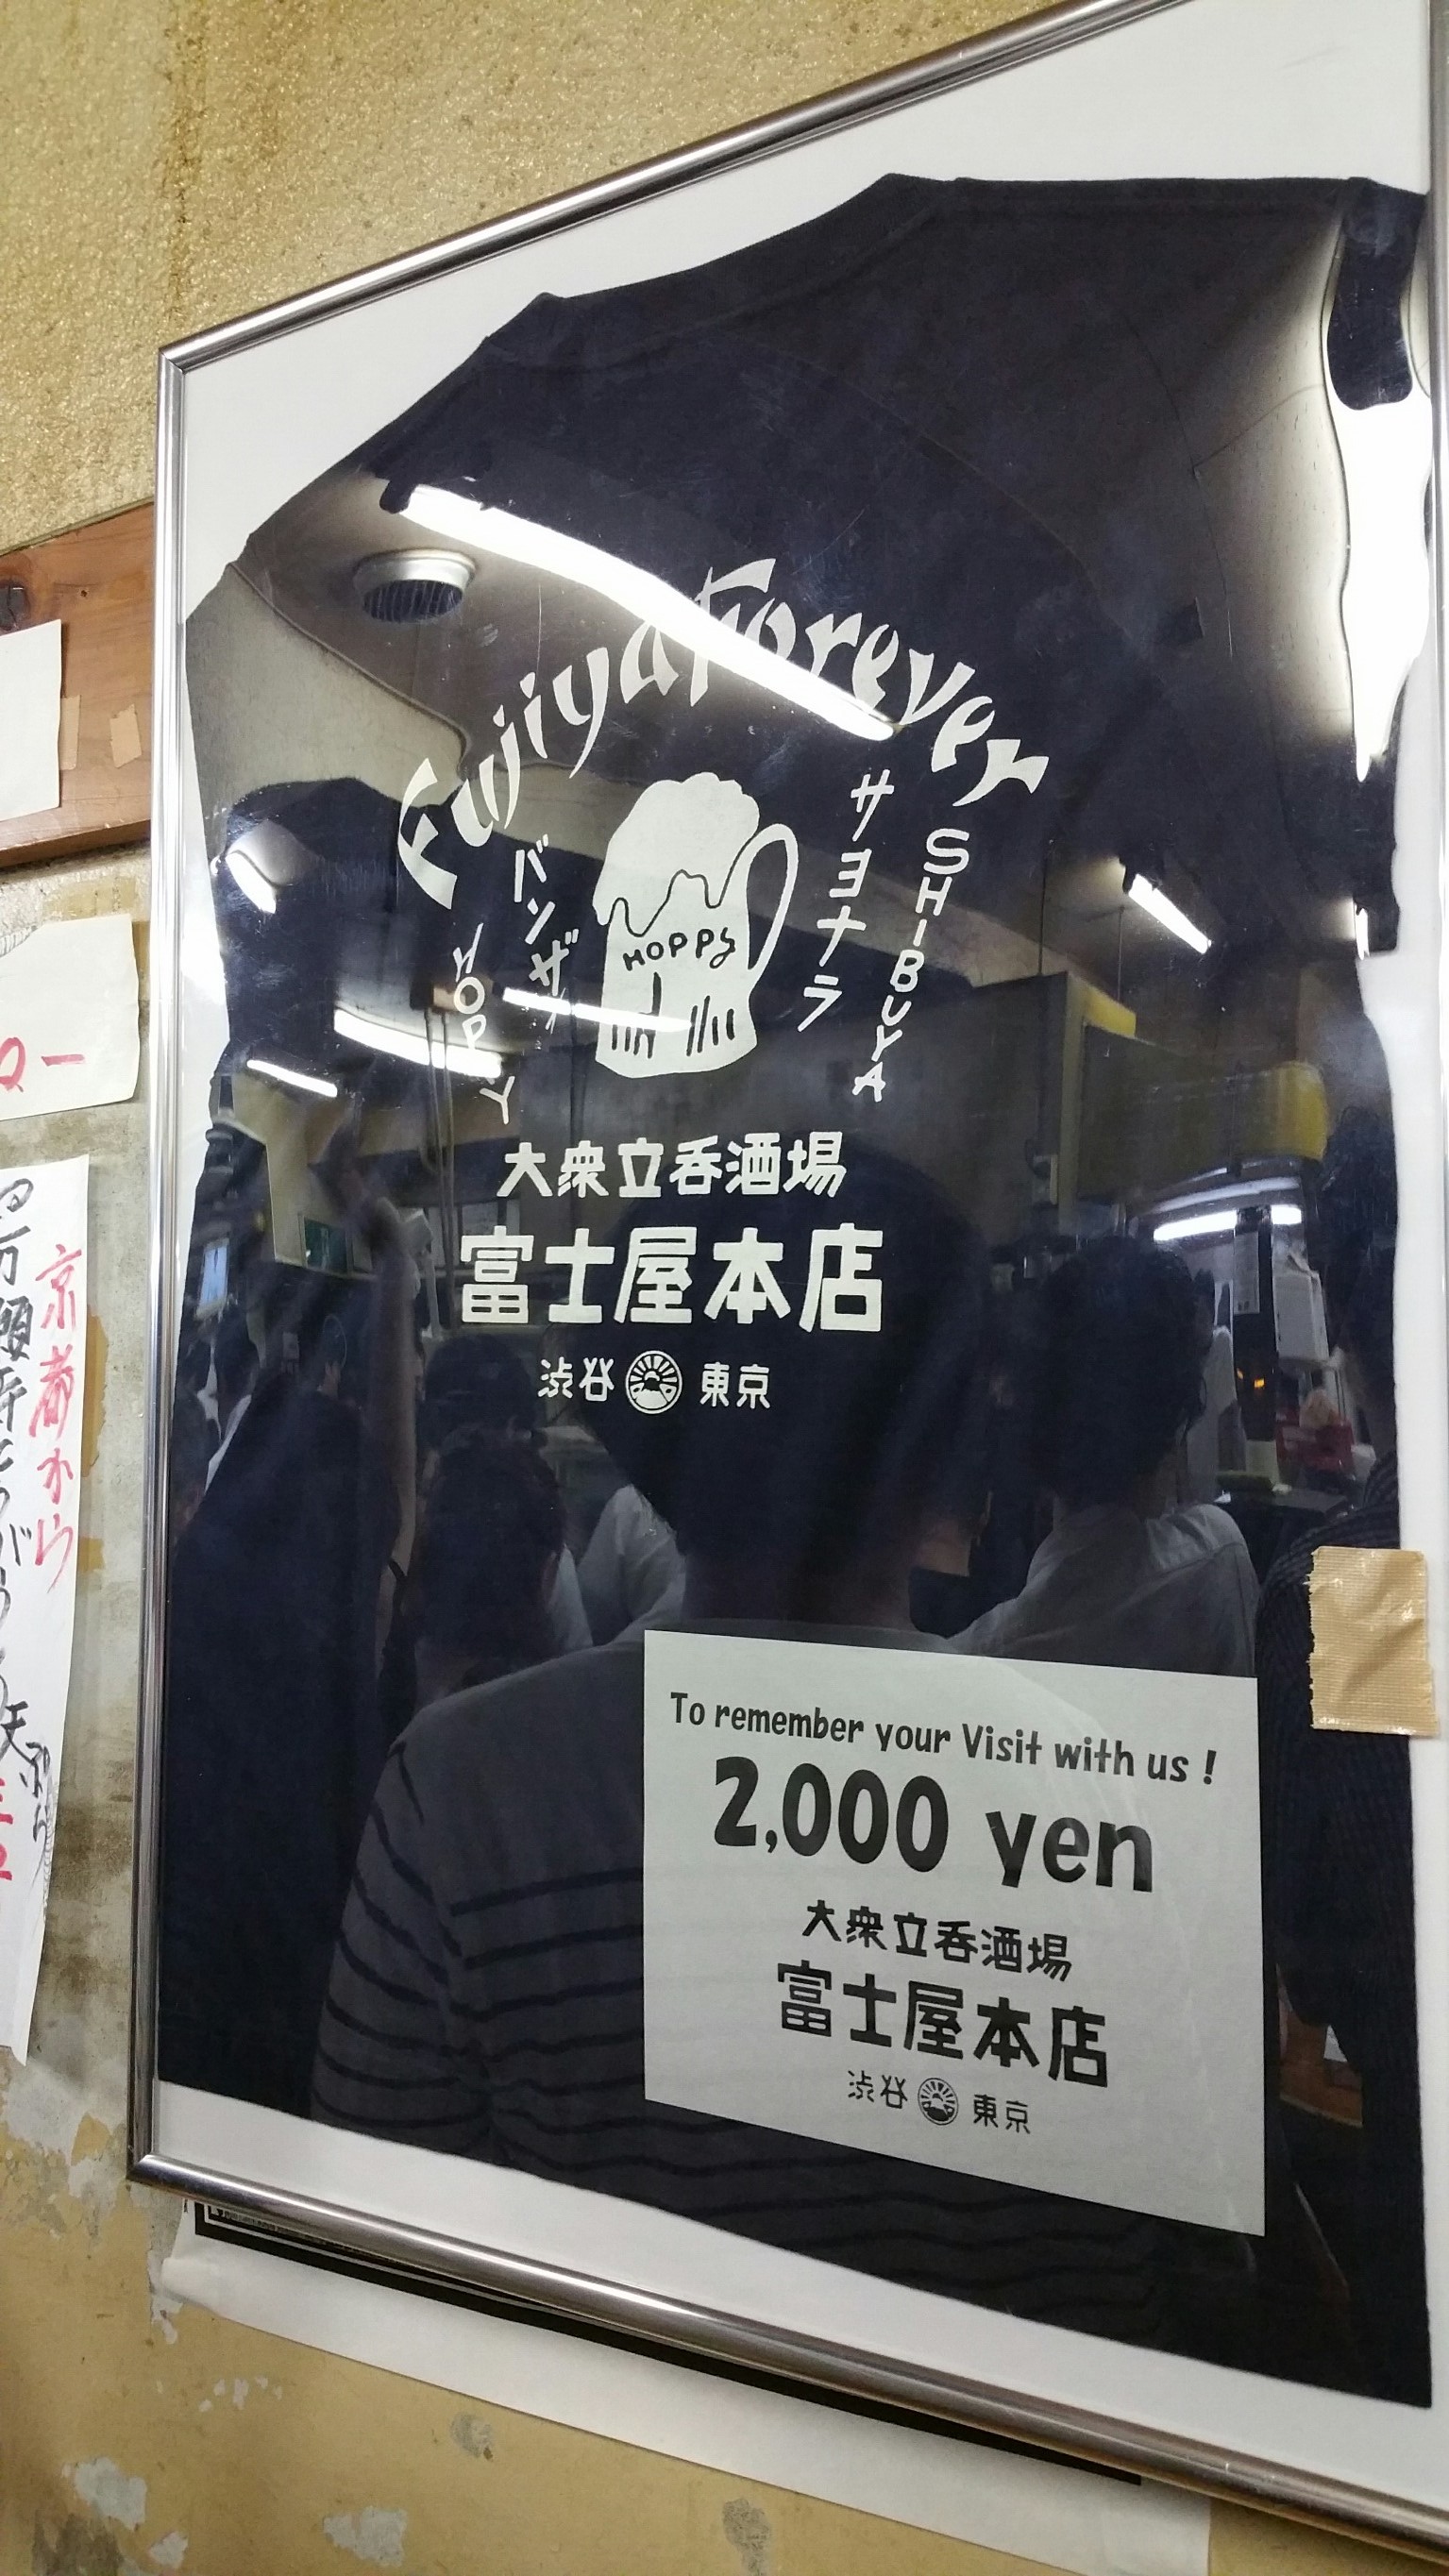 Fujiya Forever
バンザイ
HOPPY
HOPPY
サヨナラ
SHIBUYA
大衆立呑酒場
富士屋本店
渋谷 東京
To remember your Visit with us !
2,000 yen
大衆立呑酒場
富士屋本店
渋谷 東京
京都から